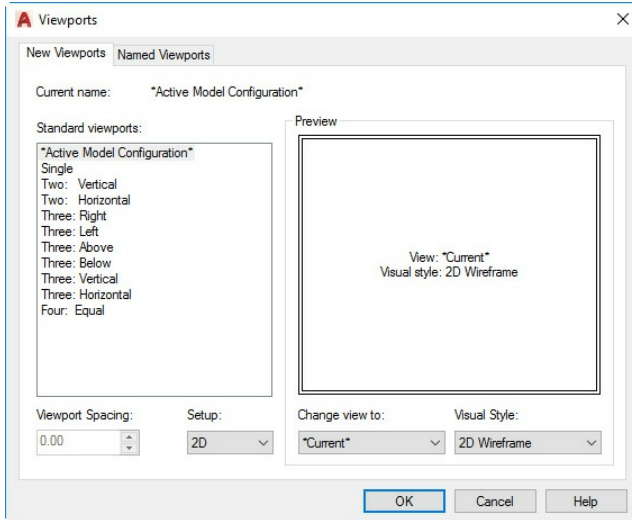 Viewports
New Viewports Named Viewports
Current name: *Active Model Configuration*
Standard viewports:
*Active Model Configuration*
Single
Two: Vertical
Two: Horizontal
Three: Right
Three: Left
Three: Above
Three: Below
Three: Vertical
Three: Horizontal
Four: Equal
Preview
View: *Current*
Visual style: 2D Wireframe
Viewport Spacing: Setup: Change view to: Visual Style:
0.00 2D *Current* 2D Wireframe
OK Cancel Help